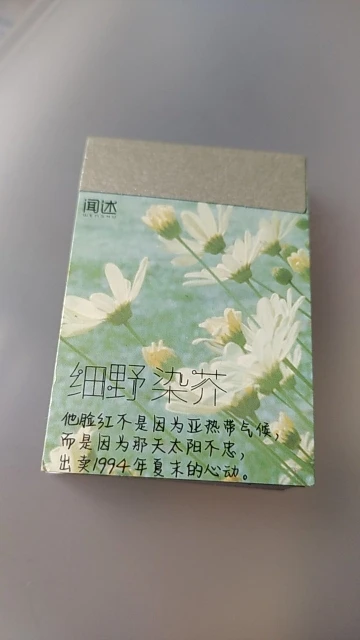 闻述
细野染芥
他脸红不是因为亚热带气候，
而是因为那天太阳不忠，
出卖1994年夏末的心动。